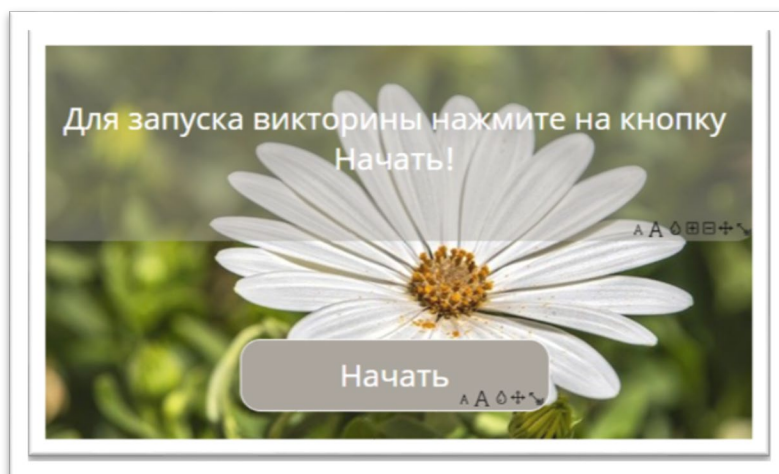 Для запуска викторины нажмите на кнопку
Начать!
A A
Начать
A A